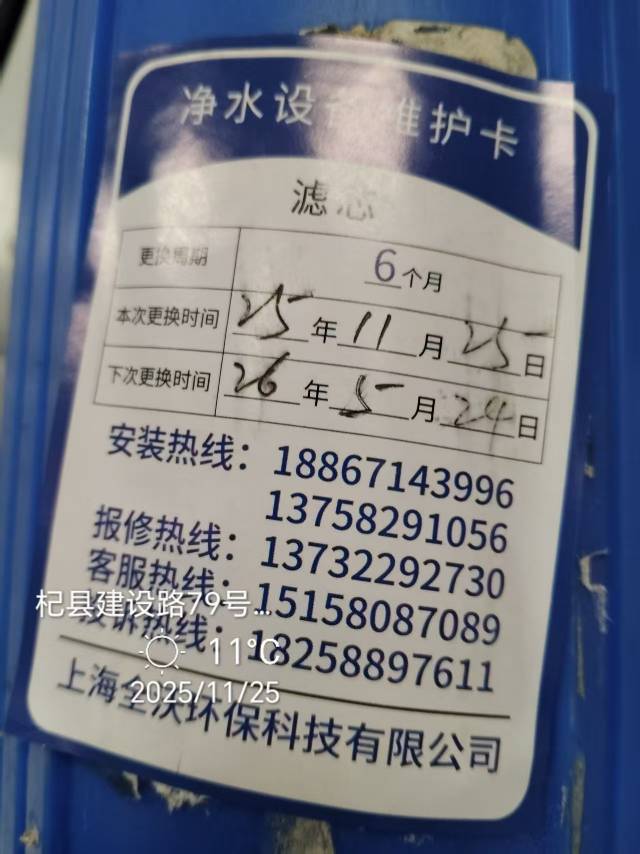 净水设备维护卡
滤芯
更换周期 6个月
本次更换时间 25年11月25日
下次更换时间 26年5月24日
安装热线：18867143996
13758291056
报修热线：13732292730
客服热线：15158087089
投诉热线：18258897611
上海全沃环保科技有限公司
杞县建设路79号...
11℃
2025/11/25